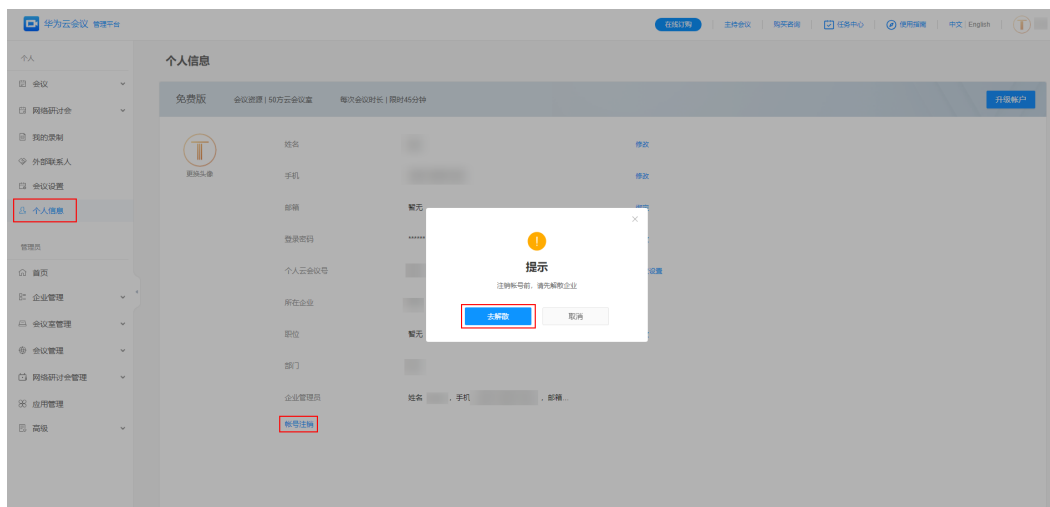 华为云会议 管理平台
在线订购 主持会议 购买咨询 任务中心 使用指南 中文 English
个人
会议
网络研讨会
我的录制
外部联系人
会议设置
个人信息
管理员
首页
企业管理
会议室管理
会议管理
网络研讨会管理
应用管理
高级
个人信息
免费版 会议资源 | 50方云会议室 每次会议时长 | 限时45分钟 升级帐户
更换头像
姓名 修改
手机 修改
邮箱 暂无
登录密码 ******
个人云会议号 设置
所在企业
职位 暂无
部门
企业管理员 姓名 , 手机 , 邮箱...
帐号注销
提示
注销帐号前，请先解散企业
去解散 取消